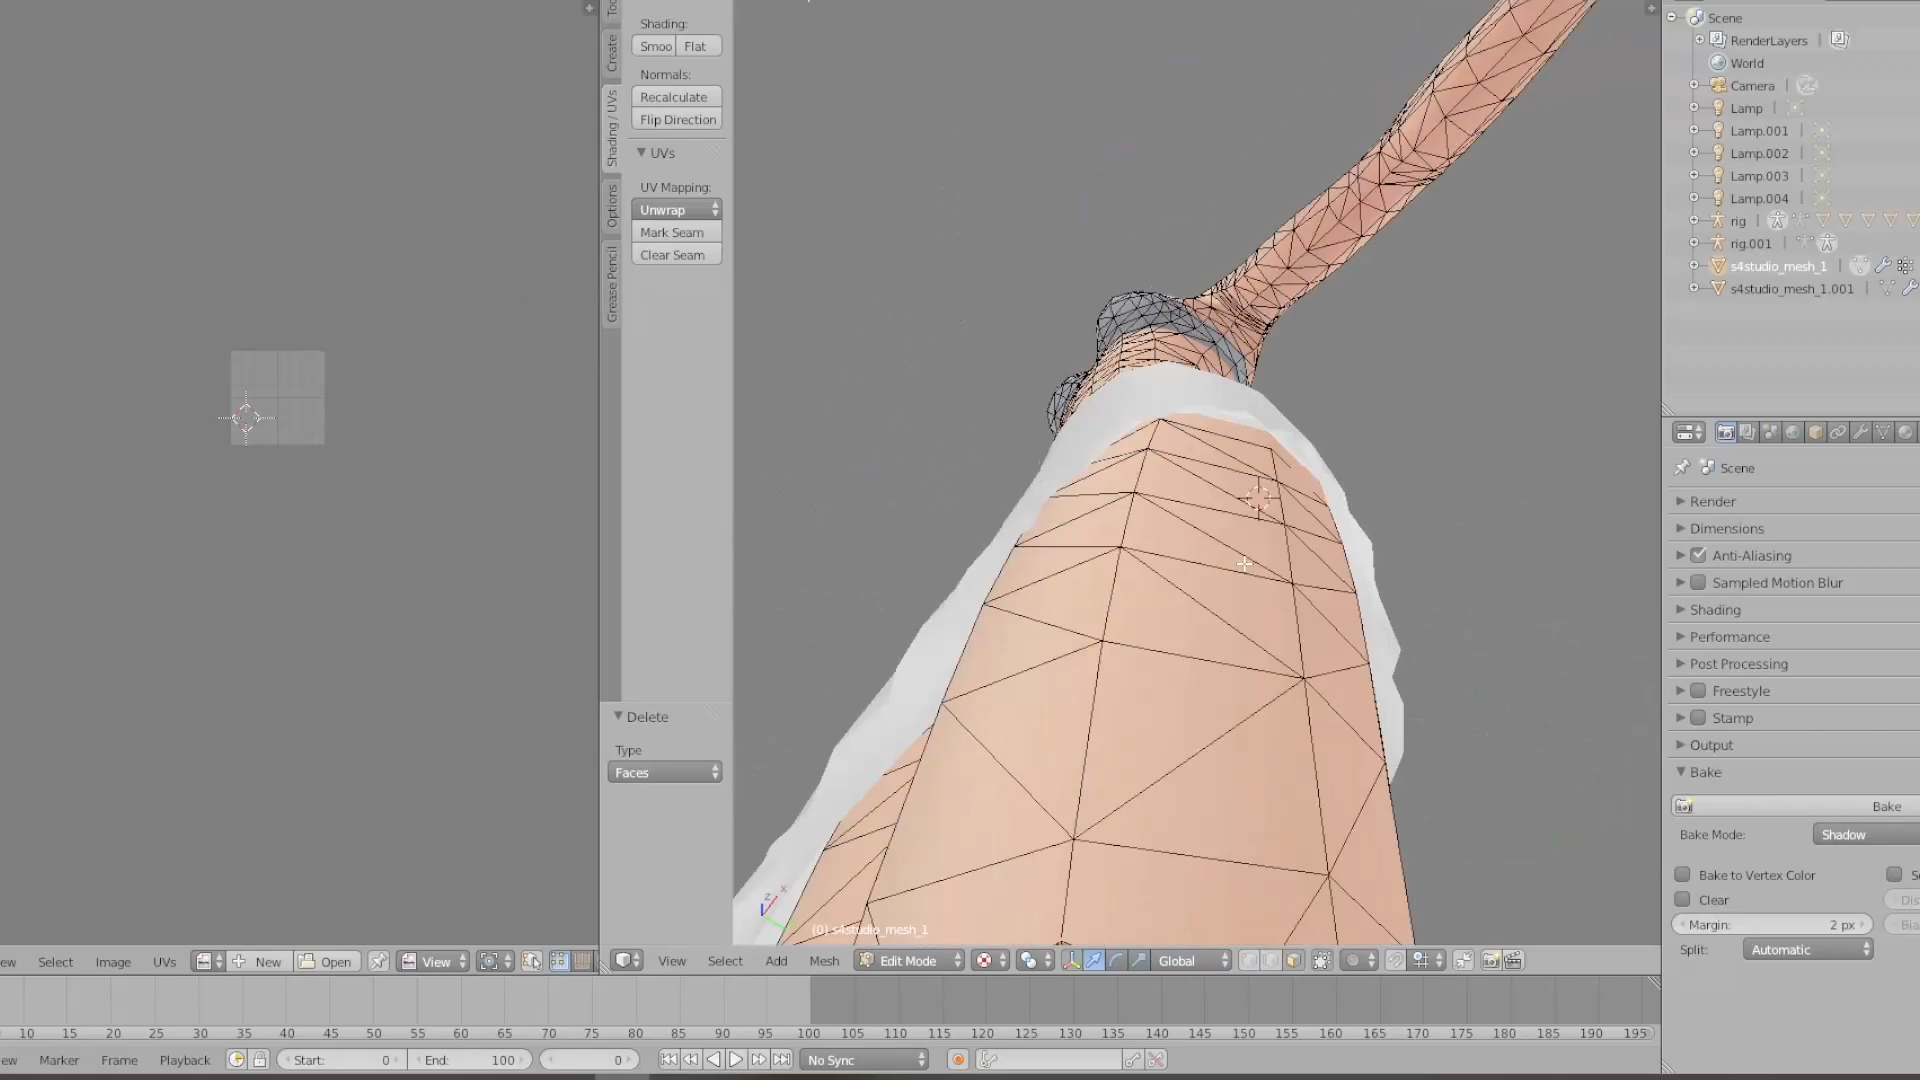 Shading:
Smoo Flat
Normals:
Recalculate
Flip Direction
UVs
UV Mapping:
Unwrap
Mark Seam
Clear Seam
Create
Shading / UVs
Options
Grease Pencil
Delete
Type
Faces
(0) s4studio_mesh_1
z x
Scene
RenderLayers
World
Camera
Lamp
Lamp.001
Lamp.002
Lamp.003
Lamp.004
rig
rig.001
s4studio_mesh_1
s4studio_mesh_1.001
Scene
Render
Dimensions
Anti-Aliasing
Sampled Motion Blur
Shading
Performance
Post Processing
Freestyle
Stamp
Output
Bake
Bake
Bake Mode: Shadow
Bake to Vertex Color
Clear
Margin: 2 px
Split: Automatic
ew Select Image UVs New Open View
View Select Add Mesh Edit Mode Global
10 15 20 25 30 35 40 45 50 55 60 65 70 75 80 85 90 95 100 105 110 115 120 125 130 135 140 145 150 155 160 165 170 175 180 185 190 195
ew Marker Frame Playback Start: 0 End: 100 0 No Sync